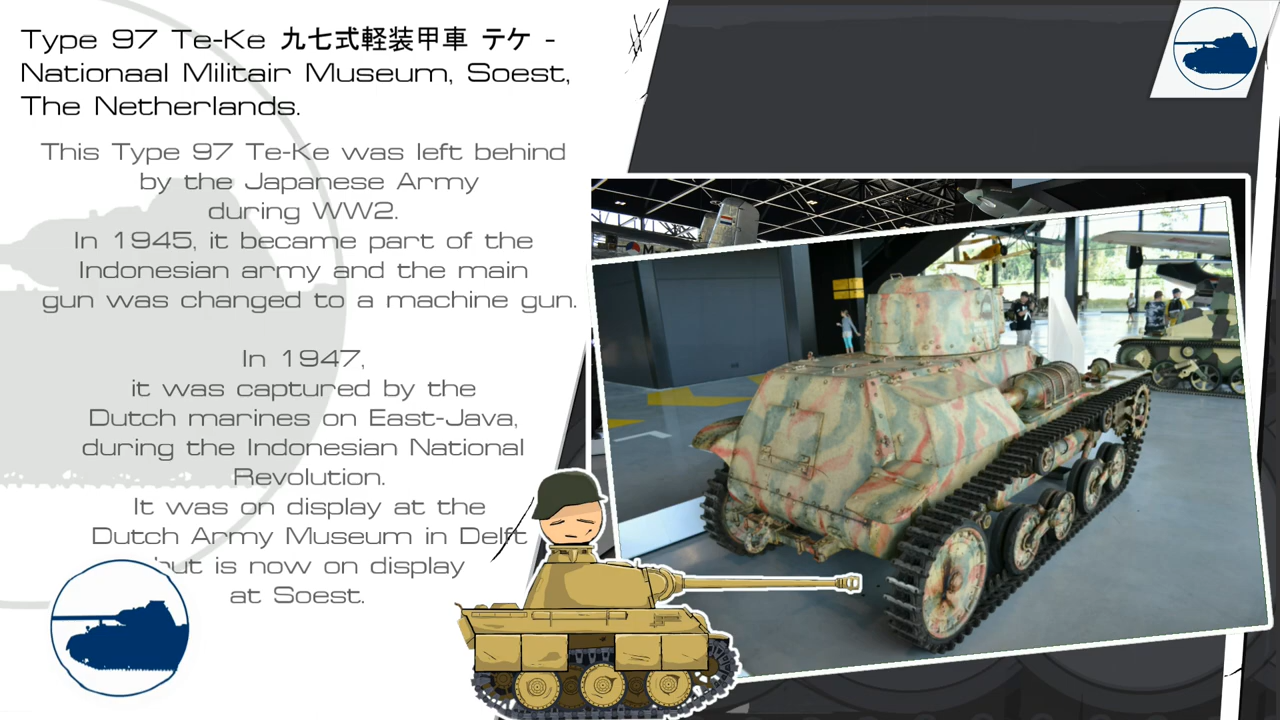 Type 97 Te-Ke 九七式軽装甲車 テケ -
Nationaal Militair Museum, Soest,
The Netherlands.
This Type 97 Te-Ke was left behind
by the Japanese Army
during WW2.
In 1945, it became part of the
Indonesian army and the main
gun was changed to a machine gun.
In 1947,
it was captured by the
Dutch marines on East-Java,
during the Indonesian National
Revolution.
It was on display at the
Dutch Army Museum in Delft
but is now on display
at Soest.